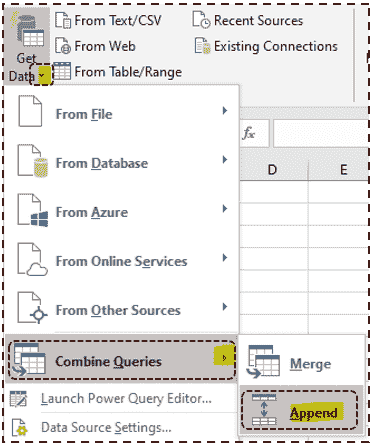 From Text/CSV
Recent Sources
From Web
Existing Connections
Get
Data
From Table/Range
From File
fx
From Database
D
E
From Azure
From Online Services
From Other Sources
Combine Queries
Merge
Launch Power Query Editor...
Append
Data Source Settings...